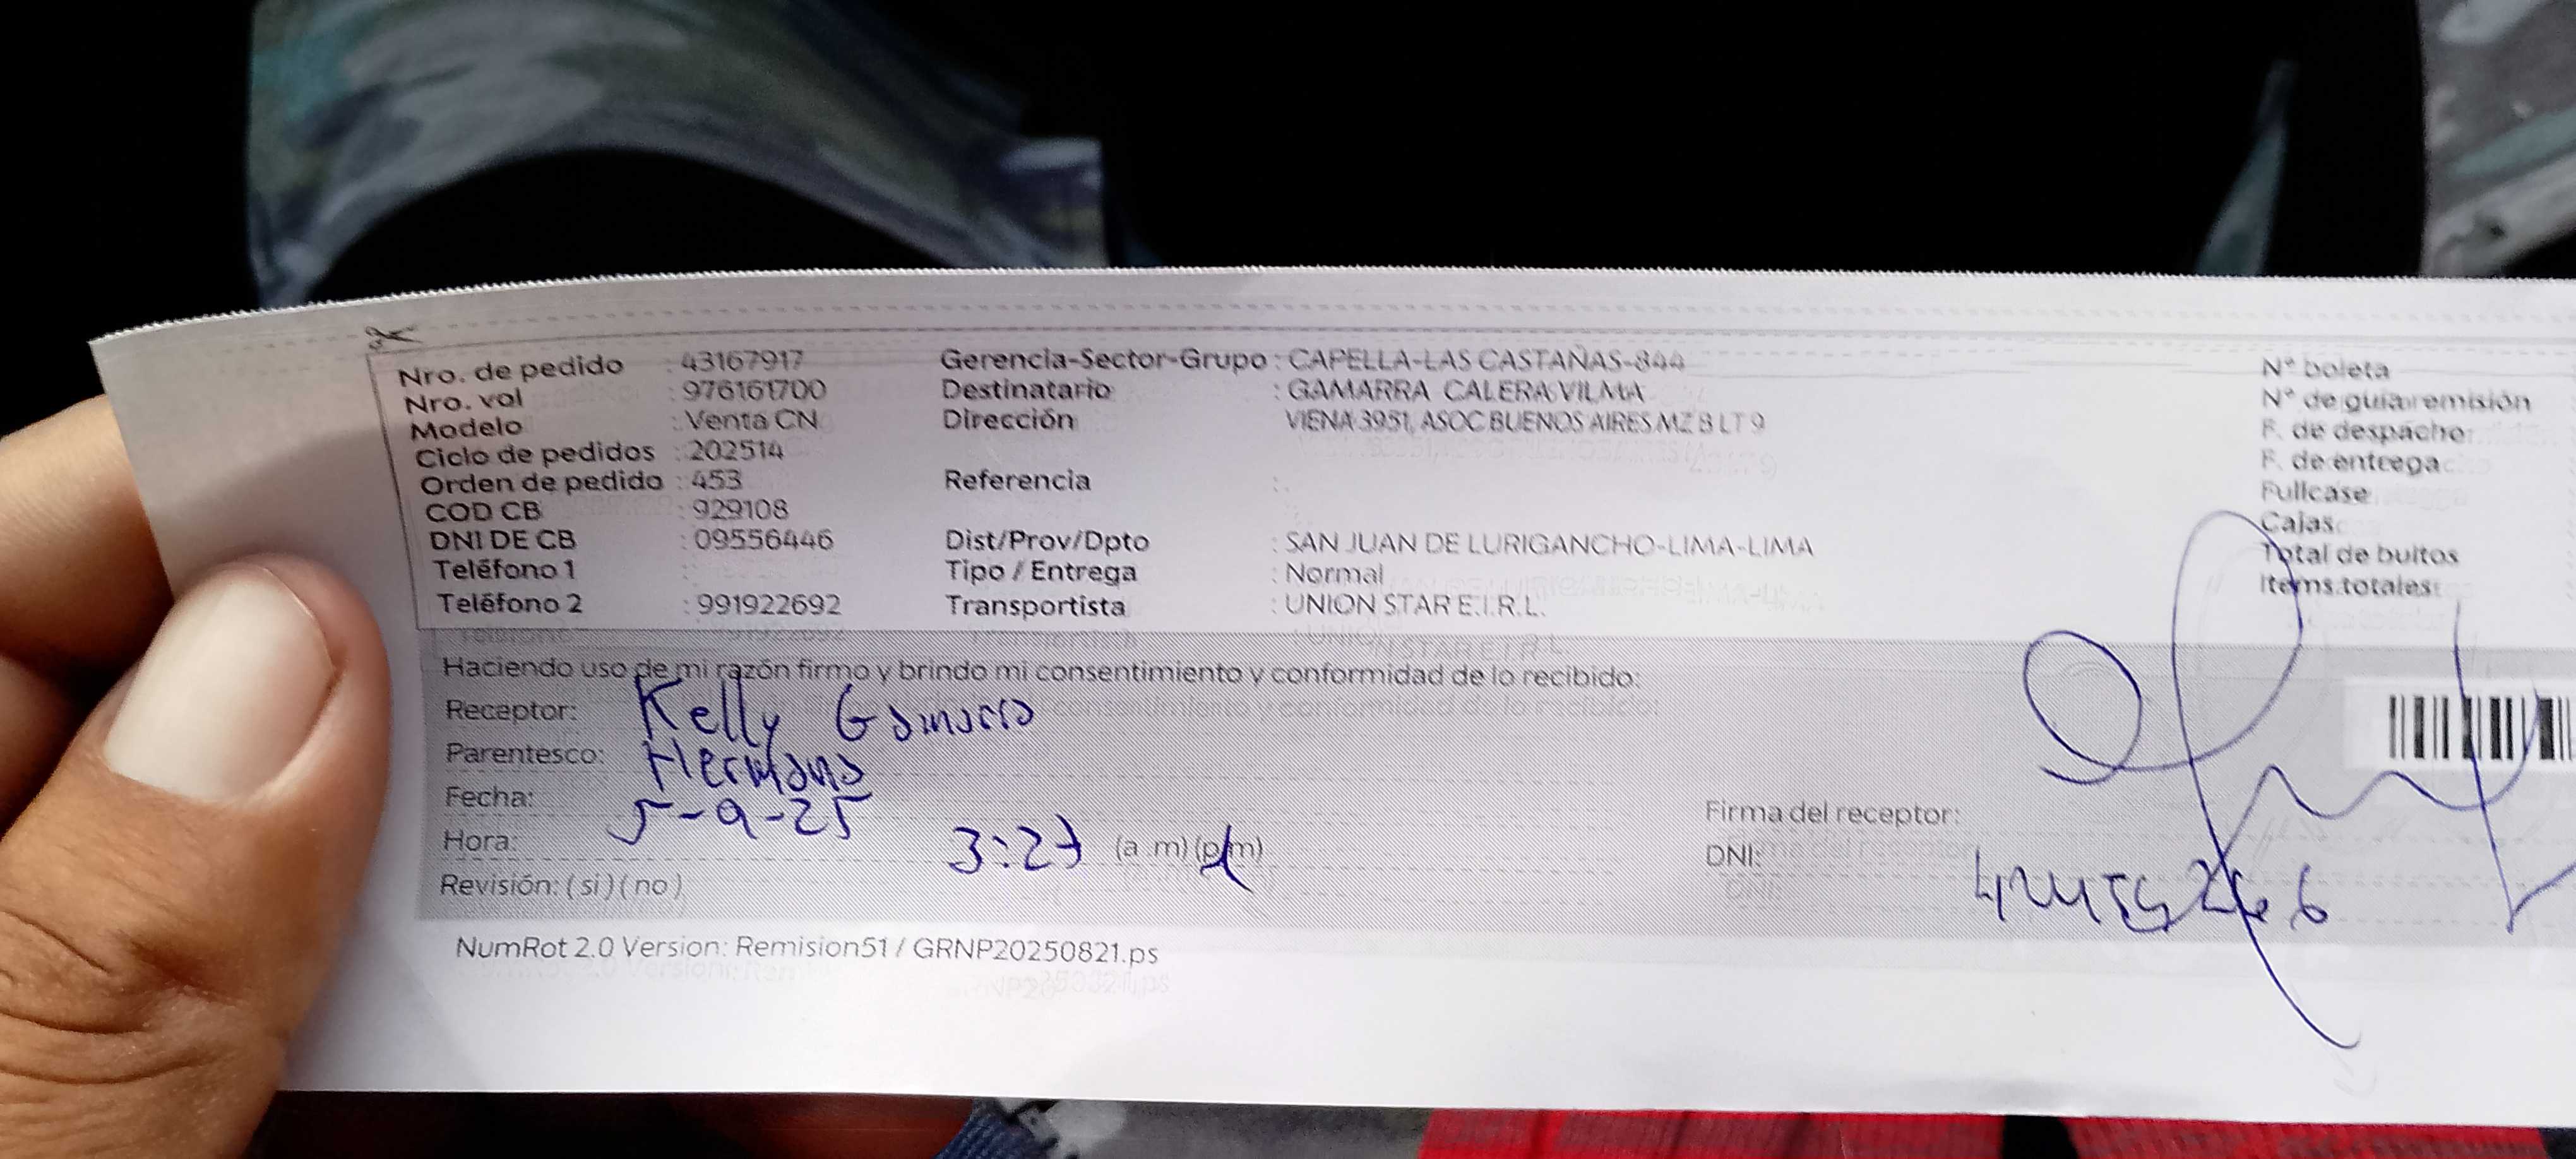 Nro. de pedido : 43167917
Nro. vol : 976161700
Modelo : Venta CN
Ciclo de pedidos : 202514
Orden de pedido : 453
COD CB : 929108
DNI DE CB : 09556446
Teléfono 1 :
Teléfono 2 : 991922692
Gerencia-Sector-Grupo : CAPELLA-LAS CASTAÑAS-844
Destinatario : GAMARRA CALERA VILMA
Dirección VIENA 3951, ASOC BUENOS AIRES MZ B LT 9
Referencia :
Dist/Prov/Dpto : SAN JUAN DE LURIGANCHO-LIMA-LIMA
Tipo / Entrega : Normal
Transportista : UNION STAR E.I.R.L.
N° boleta
N° de guia remisión
F. de despacho
F. de entrega
Fullcase
Cajas
Total de bultos
Items totales
Haciendo uso de mi razón firmo y brindo mi consentimiento y conformidad de lo recibido:
Receptor: Kelly Gamarra
Parentesco: Hermana
Fecha: 5-9-25
Hora: 3:27 (a.m) (p.m)
Revisión: (si) (no)
Firma del receptor:
DNI:
NumRot 2.0 Version: Remision51 / GRNP20250821.ps